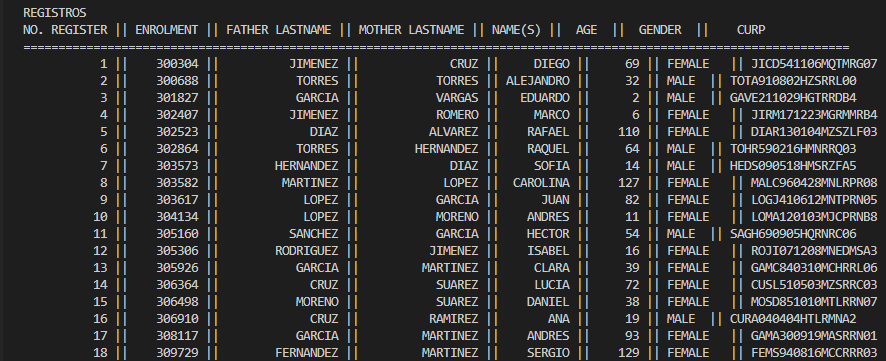 REGISTROS
NO. REGISTER || ENROLMENT || FATHER LASTNAME || MOTHER LASTNAME || NAME(S) || AGE || GENDER || CURP
=====================================================================================================================
1 || 300304 || JIMENEZ || CRUZ || DIEGO || 69 || FEMALE || JICD541106MQTMRG07
2 || 300688 || TORRES || TORRES || ALEJANDRO || 32 || MALE || TOTA910802HZSRRL00
3 || 301827 || GARCIA || VARGAS || EDUARDO || 2 || MALE || GAVE211029HGTRRDB4
4 || 302407 || JIMENEZ || ROMERO || MARCO || 6 || FEMALE || JIRM171223MGRMMRB4
5 || 302523 || DIAZ || ALVAREZ || RAFAEL || 110 || FEMALE || DIAR130104MZSZLF03
6 || 302864 || TORRES || HERNANDEZ || RAQUEL || 64 || MALE || TOHR590216HMNRRQ03
7 || 303573 || HERNANDEZ || DIAZ || SOFIA || 14 || MALE || HEDS090518HMSRZFA5
8 || 303582 || MARTINEZ || LOPEZ || CAROLINA || 127 || FEMALE || MALC960428MNLRPR08
9 || 303617 || LOPEZ || GARCIA || JUAN || 82 || FEMALE || LOGJ410612MNTPRN05
10 || 304134 || LOPEZ || MORENO || ANDRES || 11 || FEMALE || LOMA120103MJCPRNB8
11 || 305160 || SANCHEZ || GARCIA || HECTOR || 54 || MALE || SAGH690905HQRNRC06
12 || 305306 || RODRIGUEZ || JIMENEZ || ISABEL || 16 || FEMALE || ROJI071208MNEDMSA3
13 || 305926 || GARCIA || MARTINEZ || CLARA || 39 || FEMALE || GAMC840310MCHRRL06
14 || 306364 || CRUZ || SUAREZ || LUCIA || 72 || FEMALE || CUSL510503MZSRRC03
15 || 306498 || MORENO || SUAREZ || DANIEL || 38 || FEMALE || MOSD851010MTLRRN07
16 || 306910 || CRUZ || RAMIREZ || ANA || 19 || MALE || CURA040404HTLRMNA2
17 || 308117 || GARCIA || MARTINEZ || ANDRES || 93 || FEMALE || GAMA300919MASRRN01
18 || 309729 || FERNANDEZ || MARTINEZ || SERGIO || 129 || FEMALE || FEMS940816MCCRRR03